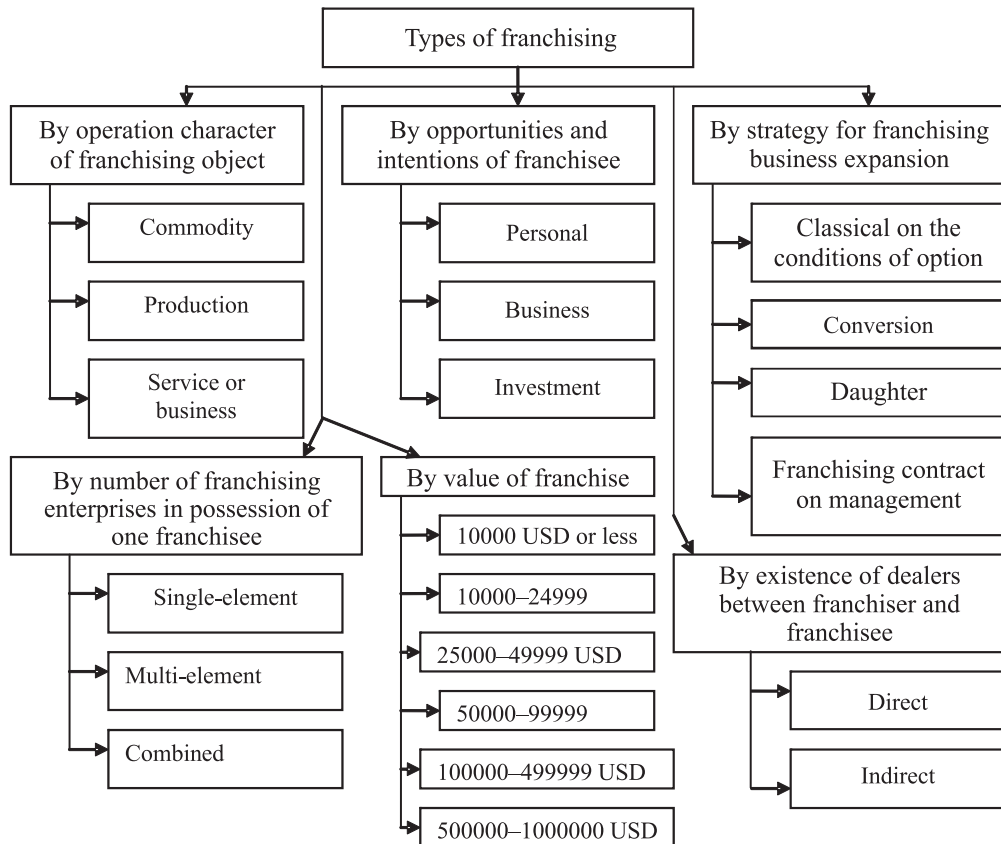 Types of franchising
By operation character
of franchising object
Commodity
Production
Service or
business
By opportunities and
intentions of franchisee
Personal
Business
Investment
By strategy for franchising
business expansion
Classical on the
conditions of option
Conversion
Daughter
Franchising contract
on management
By number of franchising
enterprises in possession of
one franchisee
Single-element
Multi-element
Combined
By value of franchise
10000 USD or less
10000–24999
25000–49999 USD
50000–99999
100000–499999 USD
500000–1000000 USD
By existence of dealers
between franchiser and
franchisee
Direct
Indirect